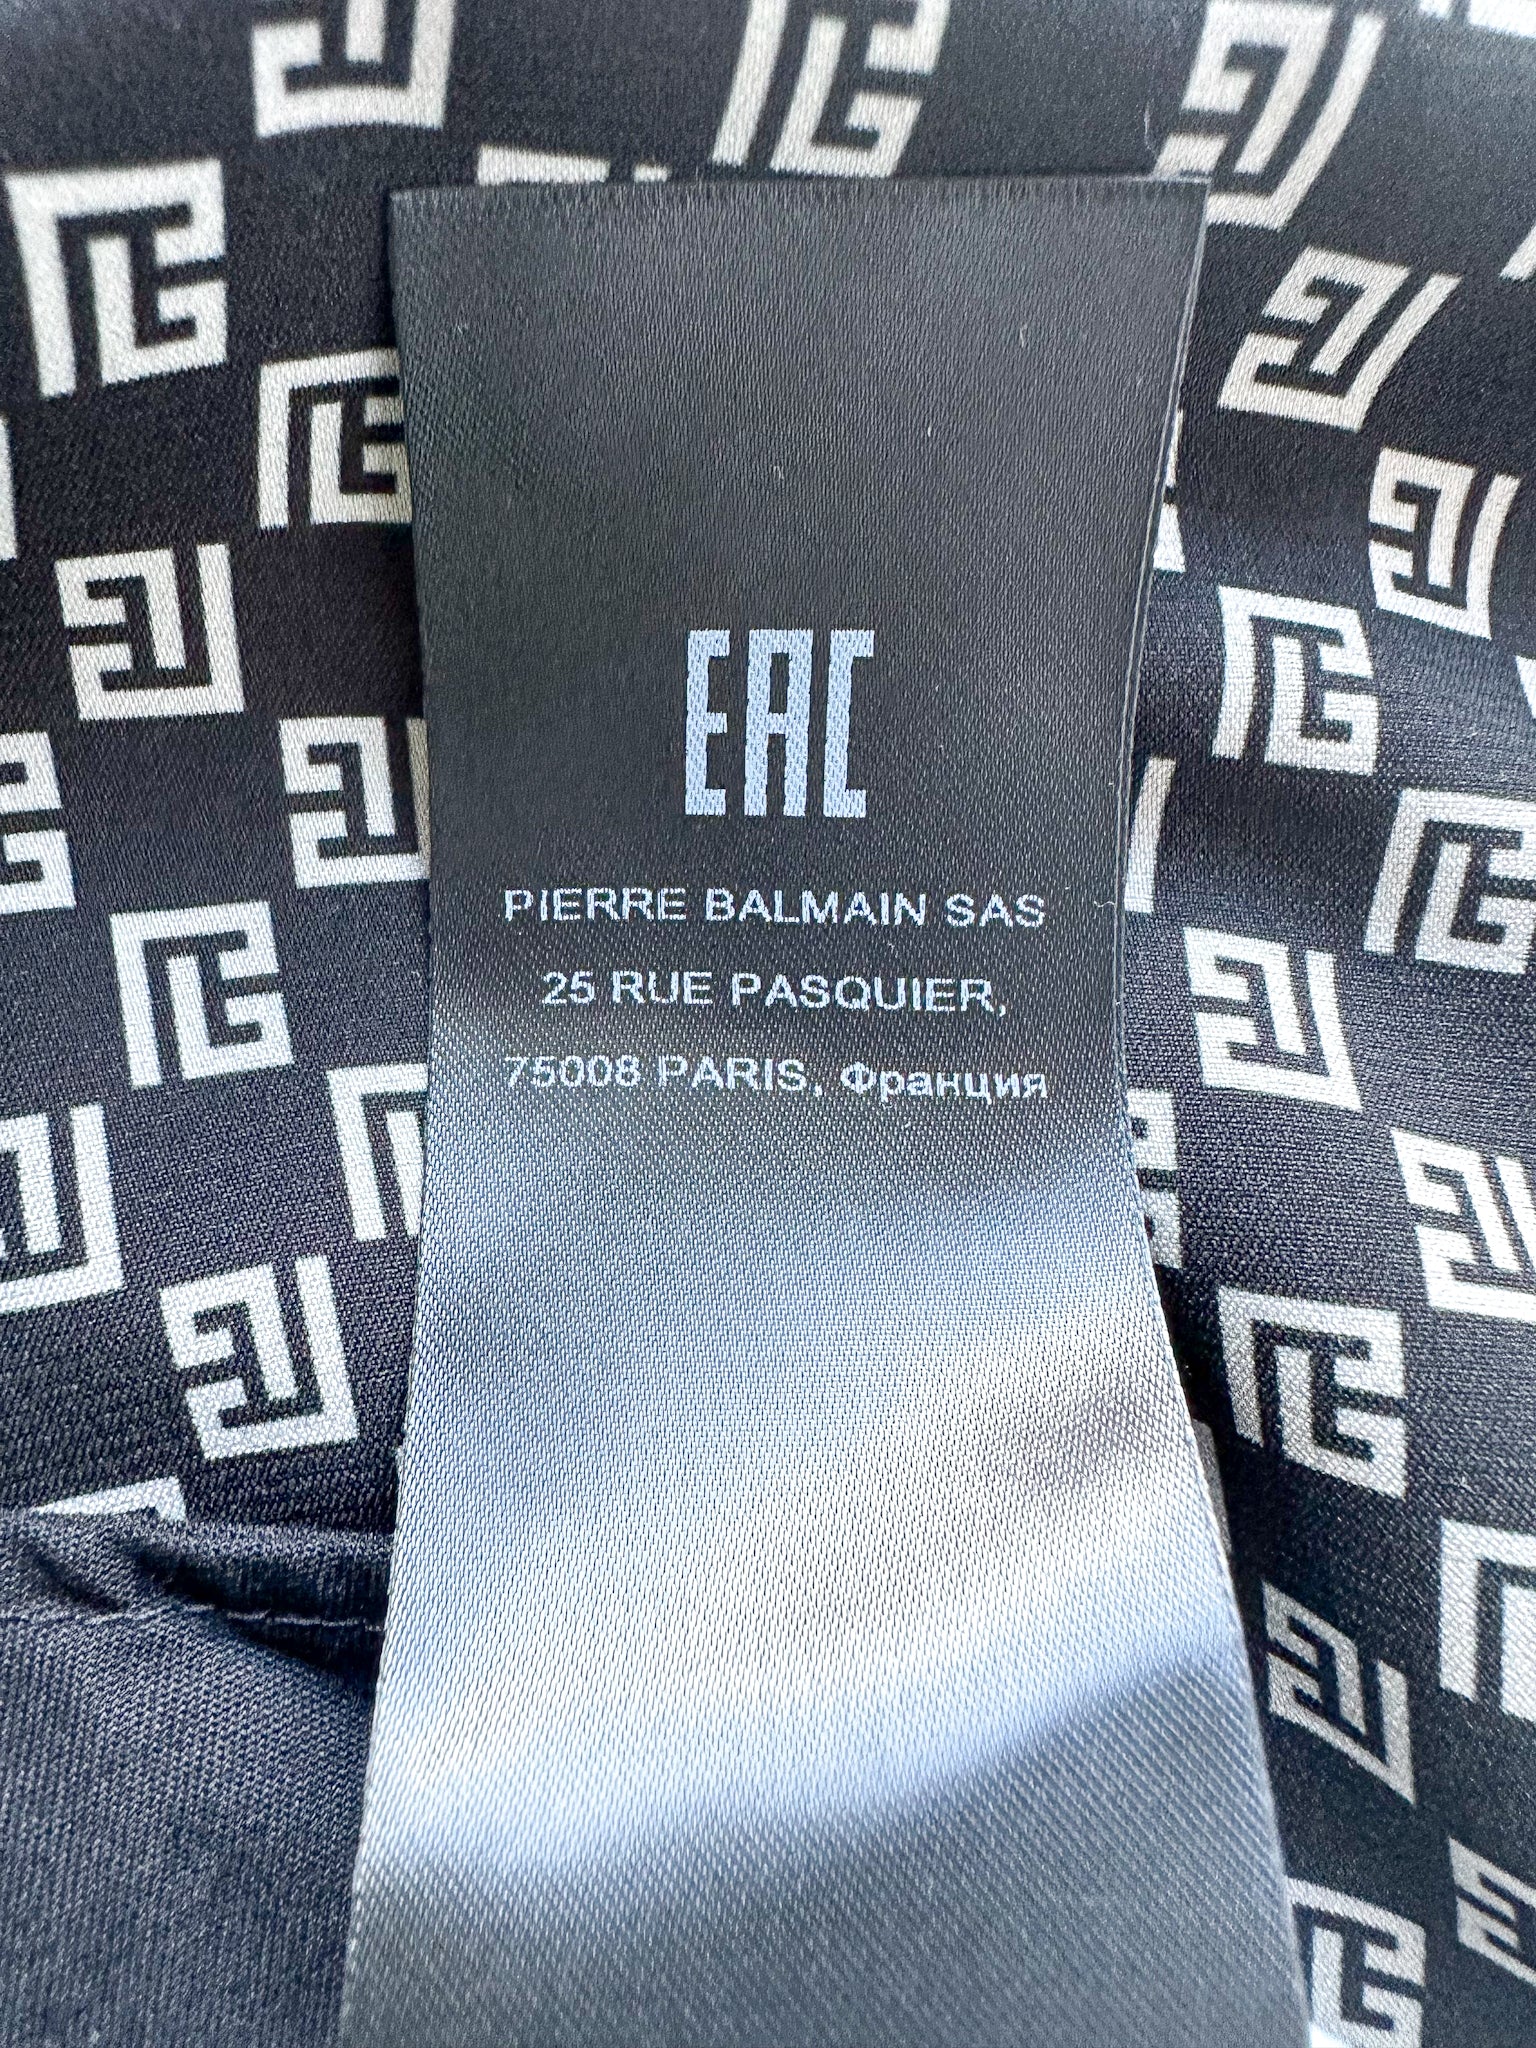 EAC
PIERRE BALMAIN SAS
25 RUE PASQUIER,
75008 PARIS, Франция